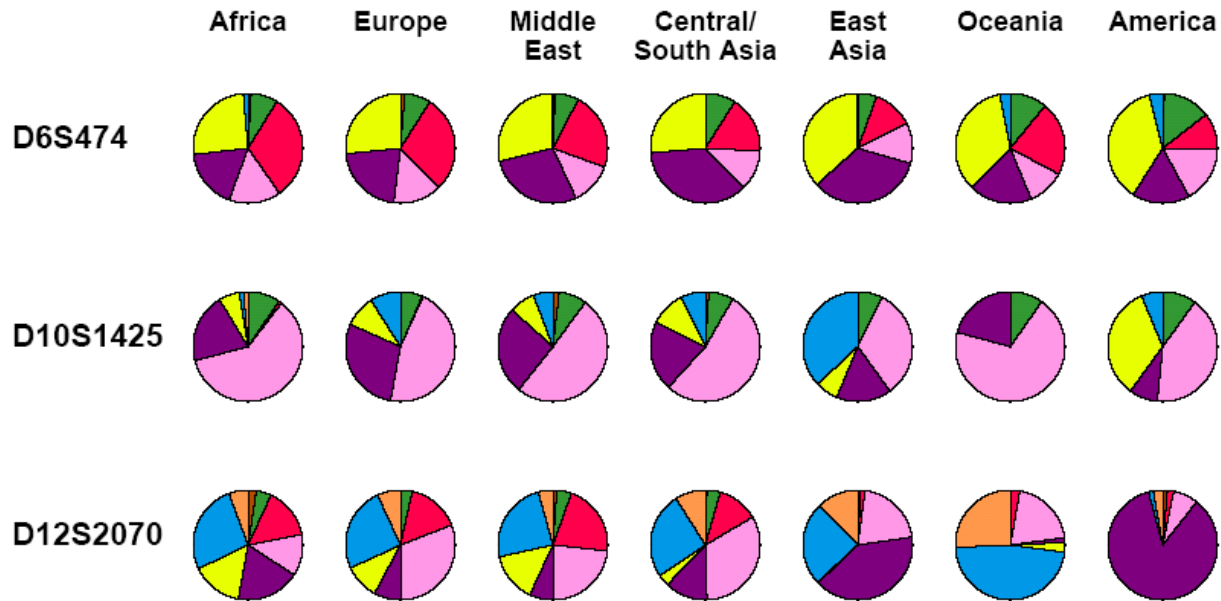 Africa
Europe
Middle
East
Central/
South Asia
East
Asia
Oceania
America
D6S474
D10S1425
D12S2070